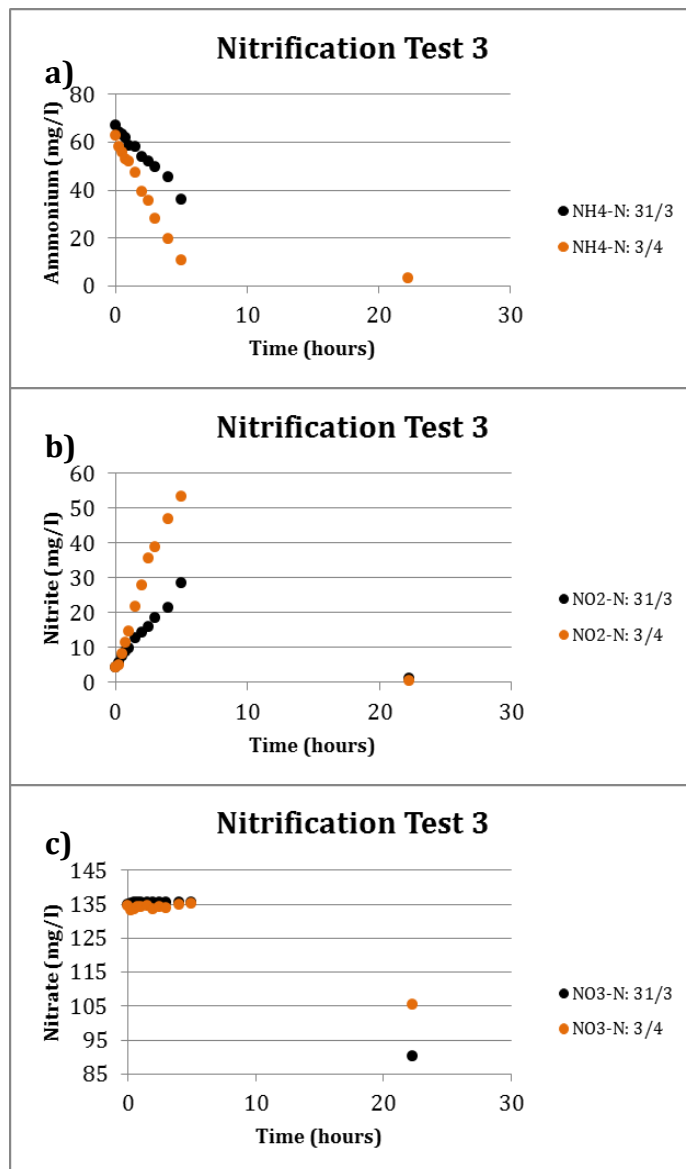 Nitrification Test 3
a)
Ammonium (mg/l)
80
60
40
20
0
0 10 20 30
Time (hours)
NH4-N: 31/3
NH4-N: 3/4
Nitrification Test 3
b)
Nitrite (mg/l)
60
50
40
30
20
10
0
0 10 20 30
Time (hours)
NO2-N: 31/3
NO2-N: 3/4
Nitrification Test 3
c)
Nitrate (mg/l)
145
135
125
115
105
95
85
0 10 20 30
Time (hours)
NO3-N: 31/3
NO3-N: 3/4